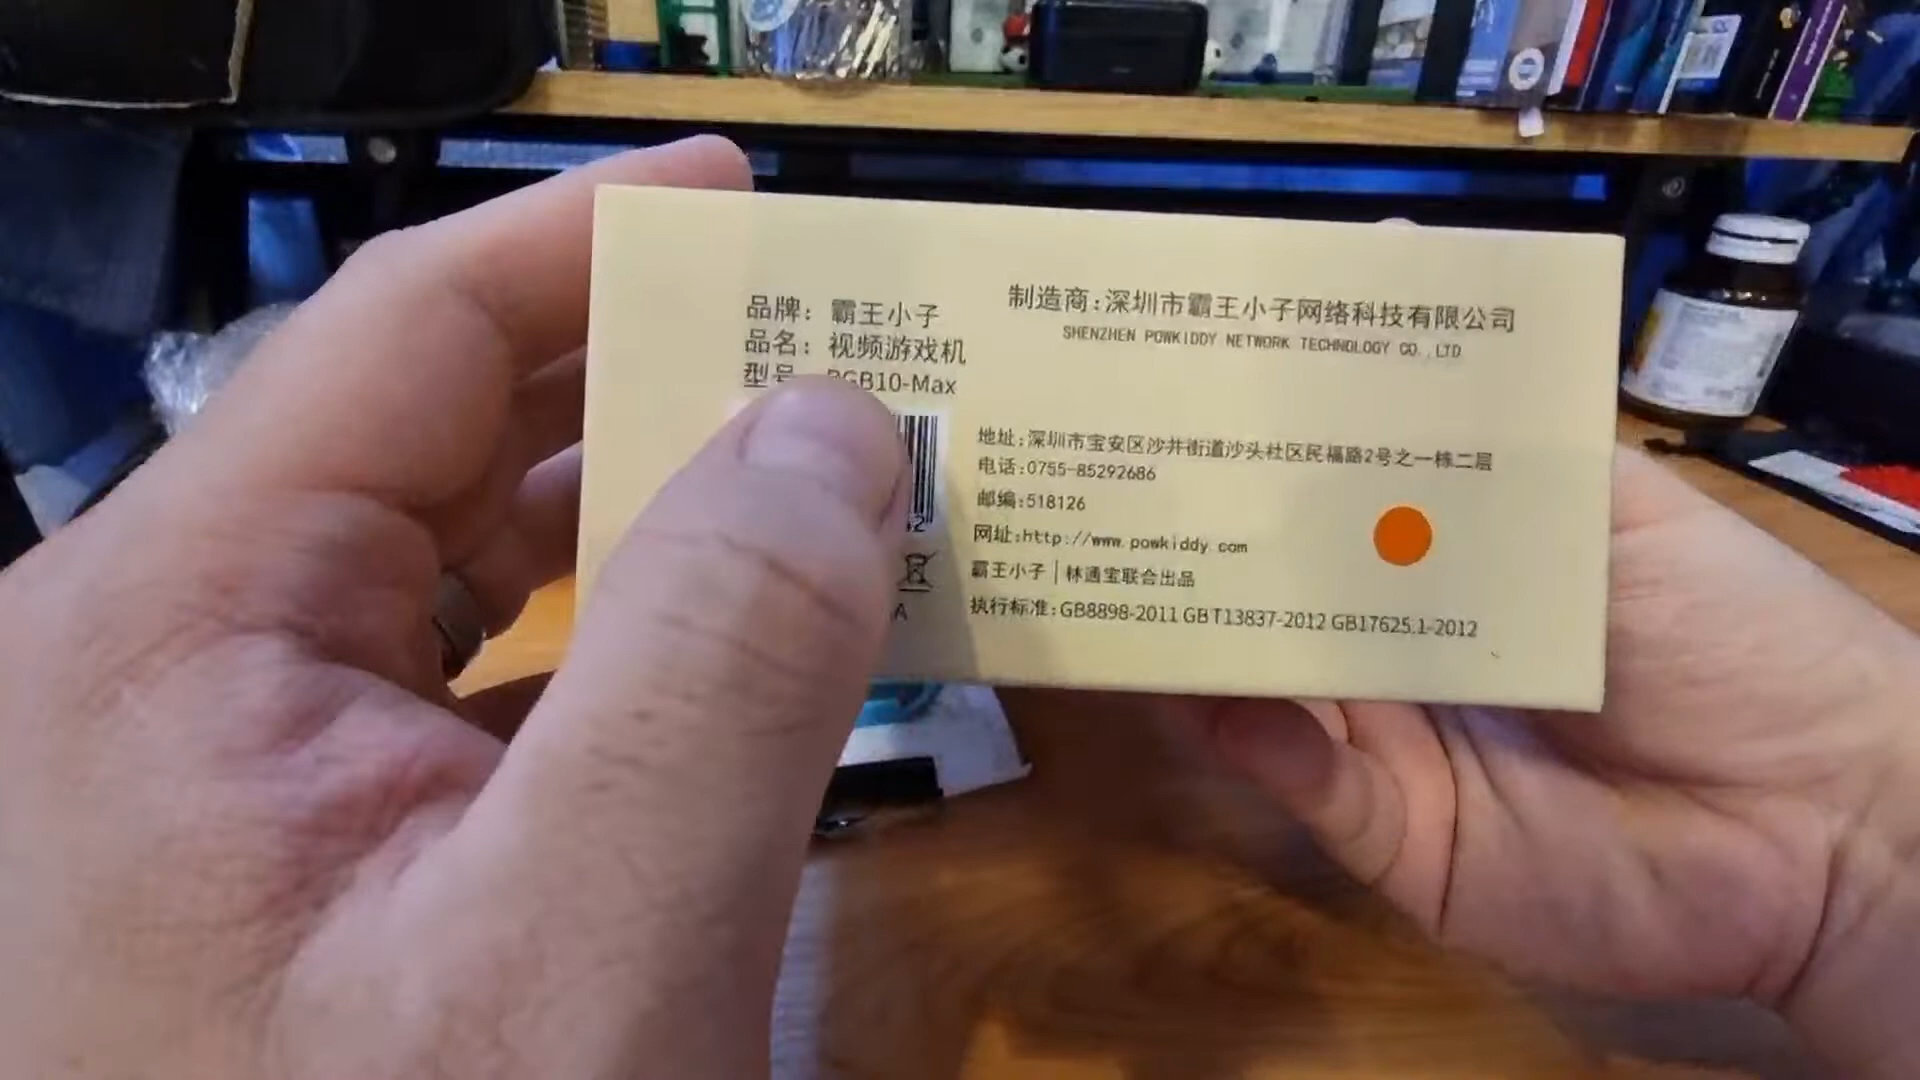 品牌：霸王小子
品名：视频游戏机
型号 RGB10-Max
制造商:深圳市霸王小子网络科技有限公司
SHENZHEN POWKIDDY NETWORK TECHNOLOGY CO.,LTD
地址:深圳市宝安区沙井街道沙头社区民福路2号之一栋二层
电话:0755-85292686
邮编:518126
网址:http://www.powkiddy.com
霸王小子│林通宝联合出品
执行标准:GB8898-2011 GBT13837-2012 GB17625.1-2012
42
A